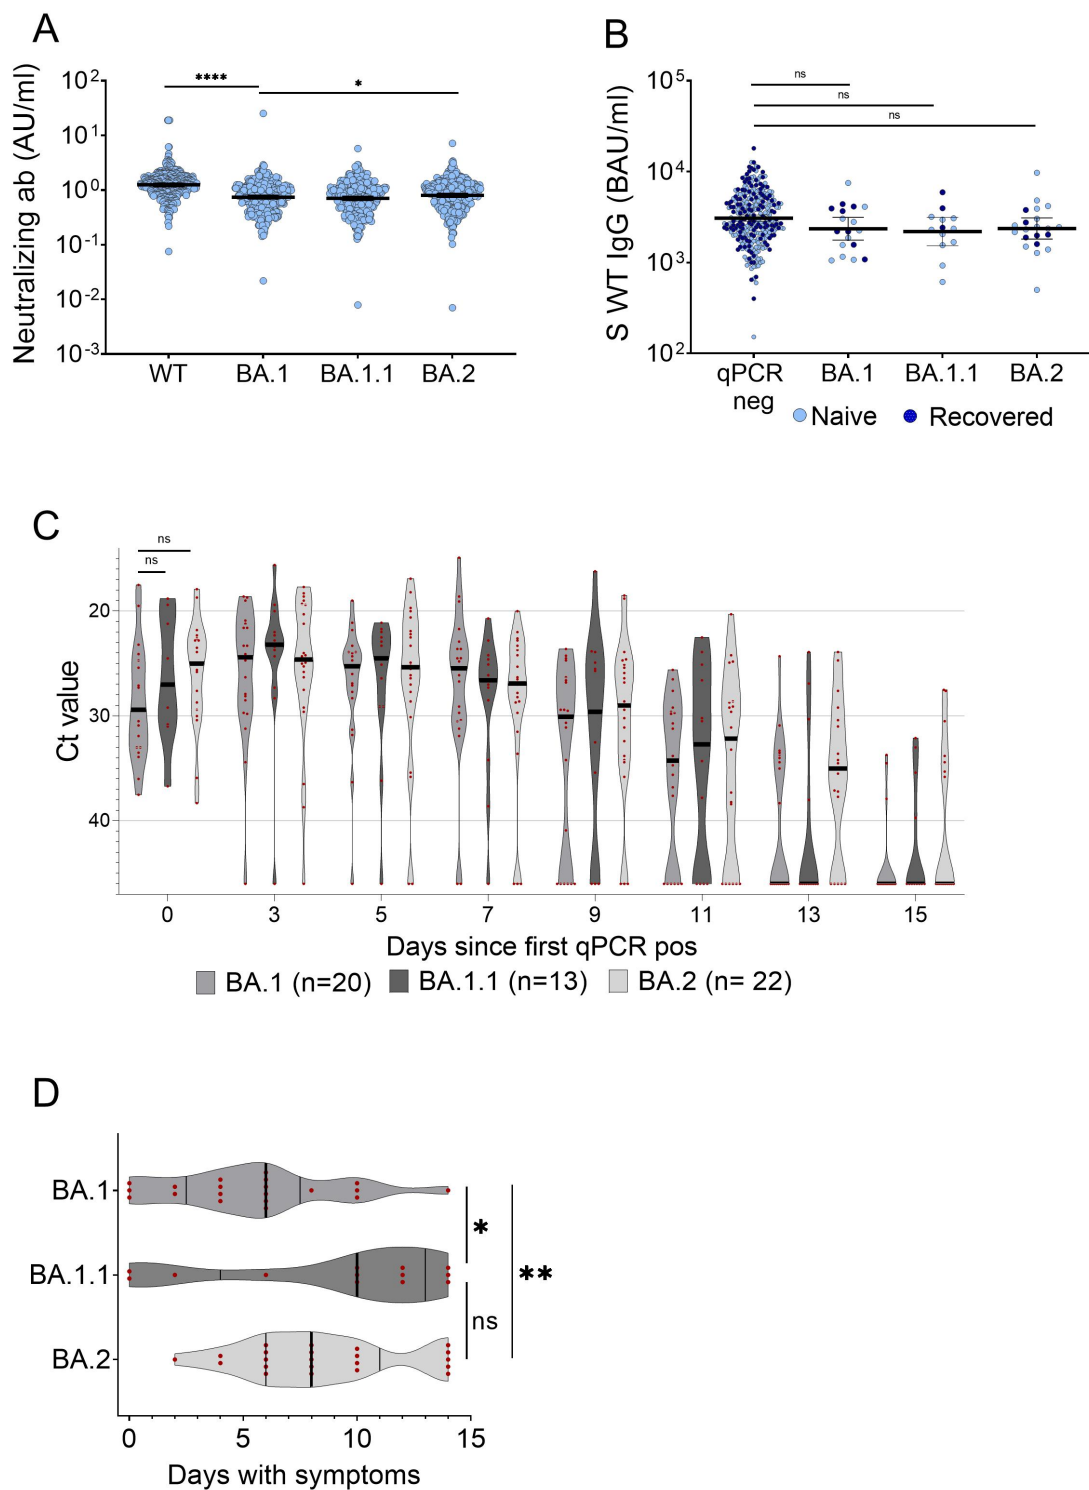 A
Neutralizing ab (AU/ml)
10²
10¹
10⁰
10⁻¹
10⁻²
10⁻³
****
*
WT BA.1 BA.1.1 BA.2
B
S WT IgG (BAU/ml)
10⁵
10⁴
10³
10²
ns
ns
ns
qPCR neg BA.1 BA.1.1 BA.2
Naive Recovered
C
ns
ns
Ct value
20
30
40
0 3 5 7 9 11 13 15
Days since first qPCR pos
BA.1 (n=20) BA.1.1 (n=13) BA.2 (n= 22)
D
BA.1
BA.1.1
BA.2
*
**
ns
0 5 10 15
Days with symptoms